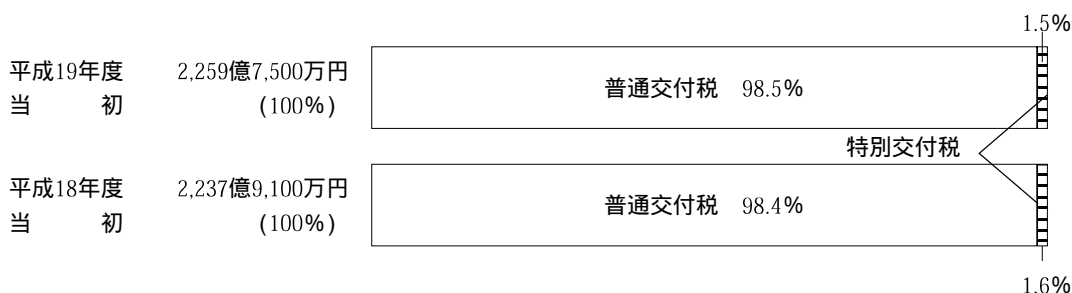 1.5%
平成19年度 2,259億7,500万円
当 初 (100%)
普通交付税 98.5%
特別交付税
平成18年度 2,237億9,100万円
当 初 (100%)
普通交付税 98.4%
1.6%